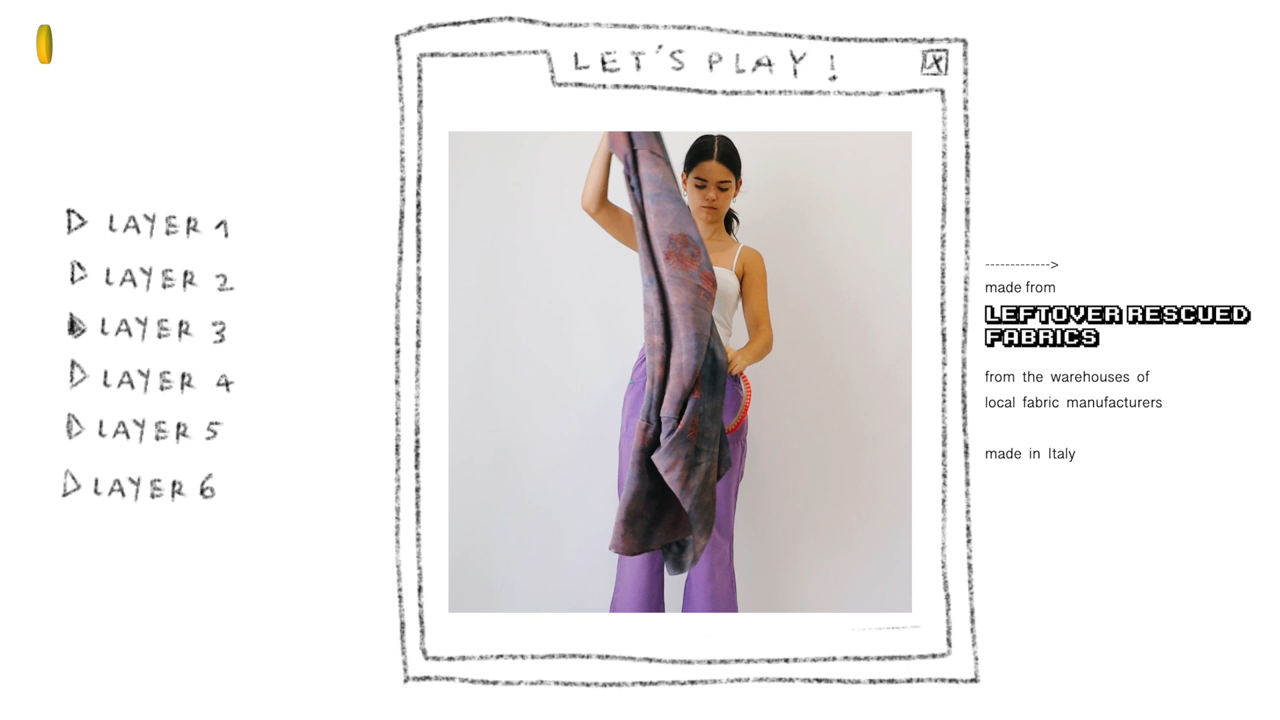 LET'S PLAY!
LAYER 1
LAYER 2
LAYER 3
LAYER 4
LAYER 5
LAYER 6
------------->
made from
LEFTOVER RESCUED
FABRICS
from the warehouses of
local fabric manufacturers
made in Italy